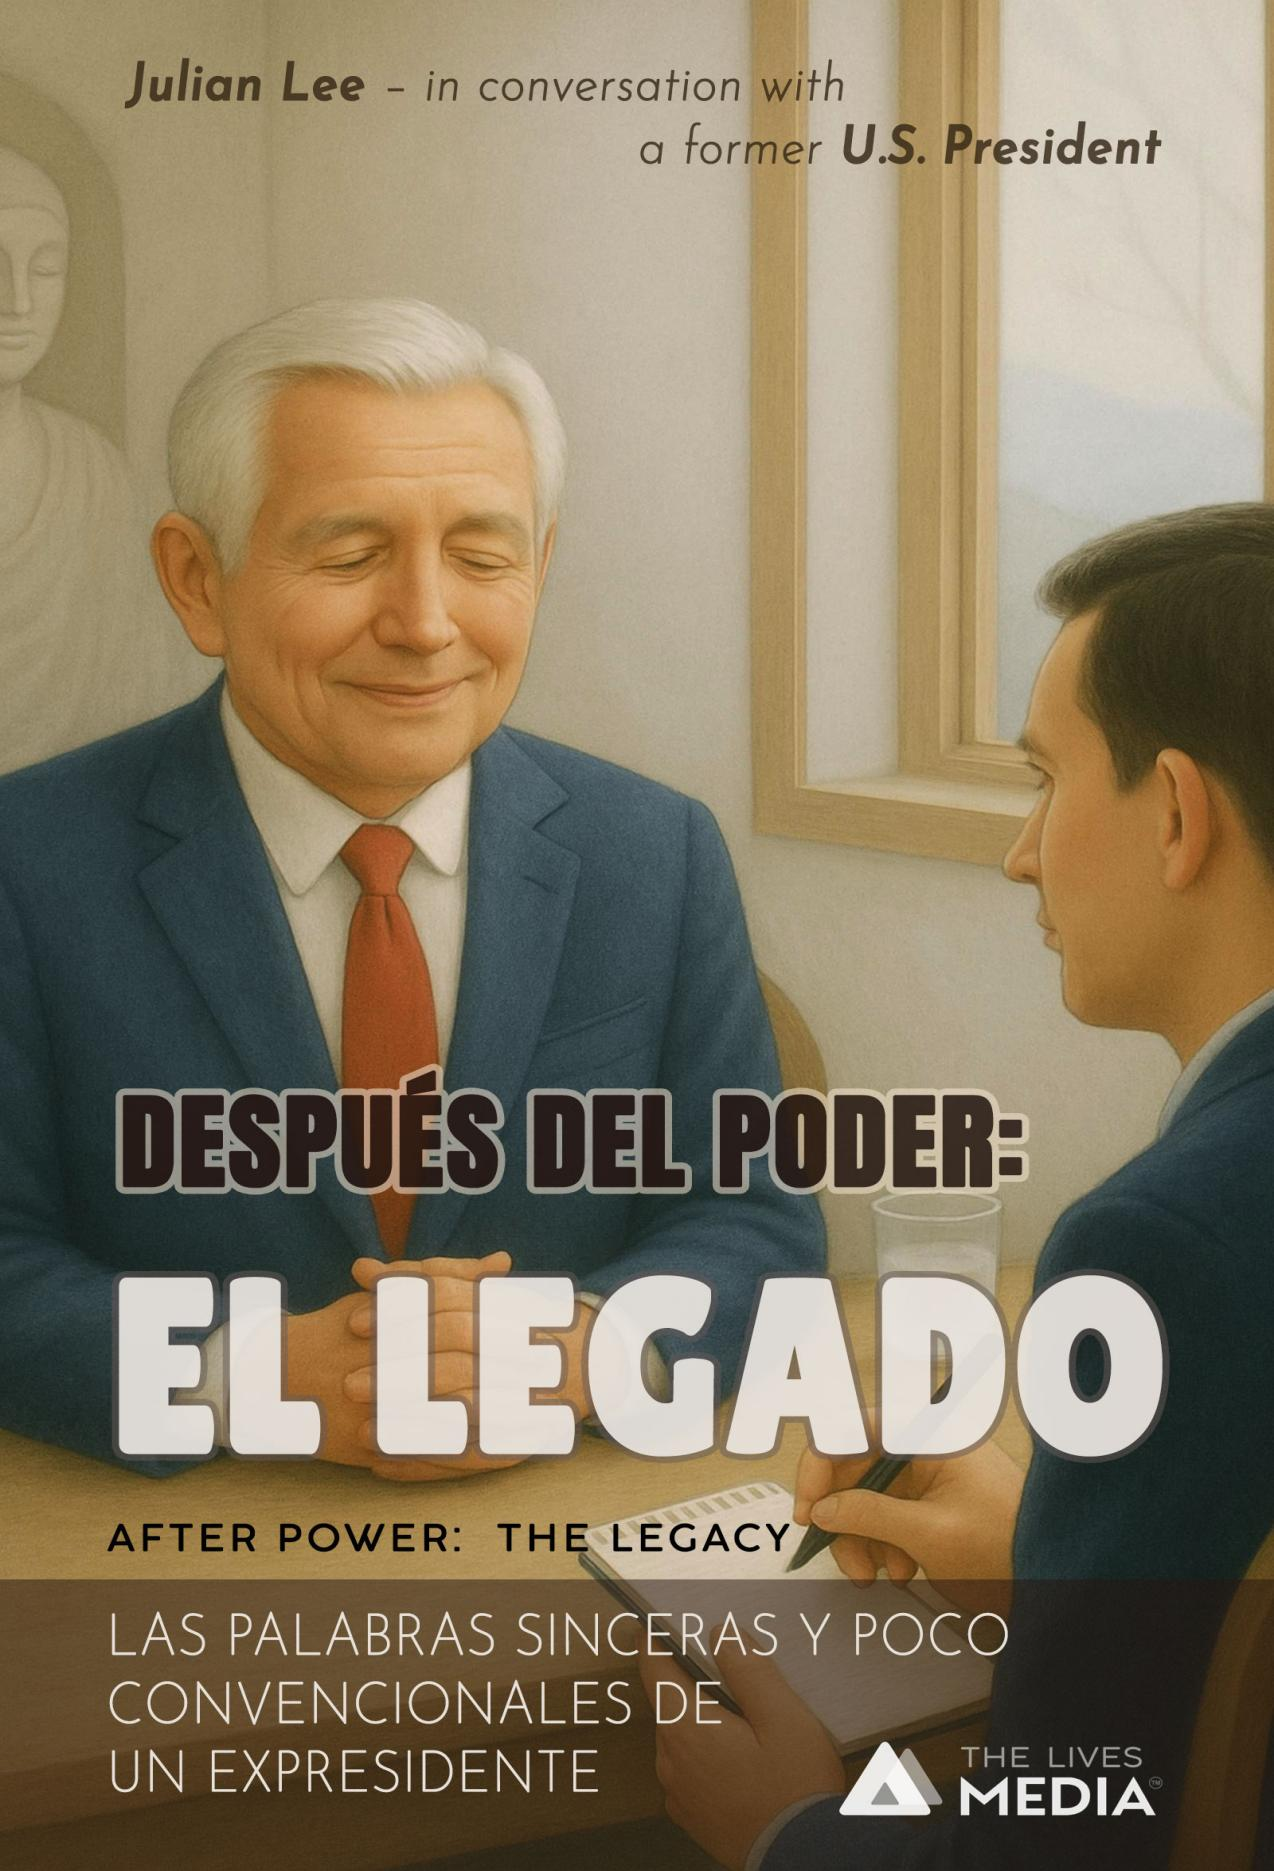 Julian Lee – in conversation with
a former U.S. President
DESPUÉS DEL PODER:
EL LEGADO
AFTER POWER: THE LEGACY
LAS PALABRAS SINCERAS Y POCO
CONVENCIONALES DE
UN EXPRESIDENTE
THE LIVES
MEDIA™